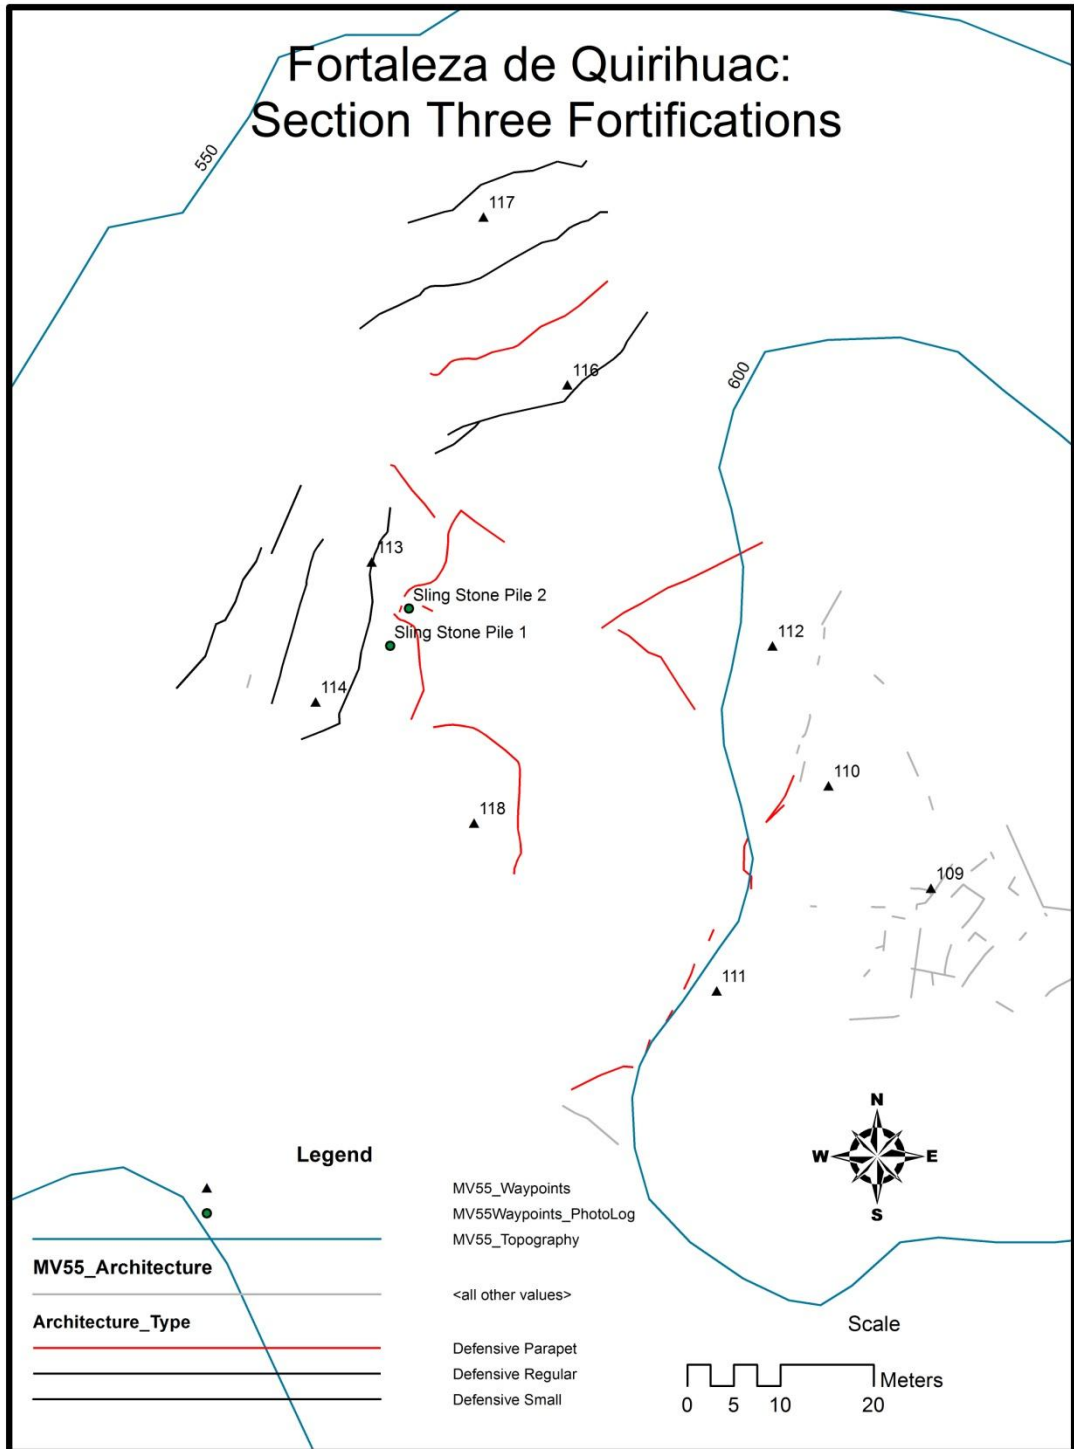 Fortaleza de Quirihuac:
Section Three Fortifications
550
117
116
600
113
Sling Stone Pile 2
Sling Stone Pile 1
112
114
110
118
109
111
N
W E
S
Legend
MV55_Waypoints
MV55Waypoints_PhotoLog
MV55_Topography
MV55_Architecture
<all other values>
Architecture_Type
Defensive Parapet
Defensive Regular
Defensive Small
Scale
Meters
0 5 10 20